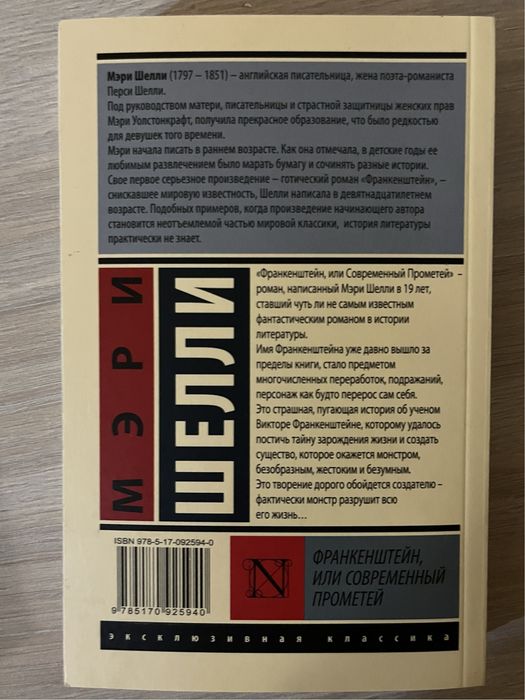 Мэри Шелли (1797 – 1851) – английская писательница, жена поэта-романиста
Перси Шелли.
Под руководством матери, писательницы и страстной защитницы женских прав
Мэри Уолстонкрафт, получила прекрасное образование, что было редкостью
для девушек того времени.
Мэри начала писать в раннем возрасте. Как она отмечала, в детские годы ее
любимым развлечением было марать бумагу и сочинять разные истории.
Свое первое серьезное произведение – готический роман «Франкенштейн», –
снискавшее мировую известность, Шелли написала в девятнадцатилетнем
возрасте. Подобных примеров, когда произведение начинающего автора
становится неотъемлемой частью мировой классики, история литературы
практически не знает.
МЭРИ
ШЕЛЛИ
«Франкенштейн, или Современный Прометей» –
роман, написанный Мэри Шелли в 19 лет,
ставший чуть ли не самым известным
фантастическим романом в истории
литературы.
Имя Франкенштейна уже давно вышло за
пределы книги, стало предметом
многочисленных переработок, подражаний,
персонаж как будто перерос сам себя.
Это страшная, пугающая история об ученом
Викторе Франкенштейне, которому удалось
постичь тайну зарождения жизни и создать
существо, которое окажется монстром,
безобразным, жестоким и безумным.
Это творение дорого обойдется создателю –
фактически монстр разрушит всю
его жизнь...
ISBN 978-5-17-092594-0
9 785170 925940
N
ФРАНКЕНШТЕЙН,
ИЛИ СОВРЕМЕННЫЙ
ПРОМЕТЕЙ
эксклюзивная классика